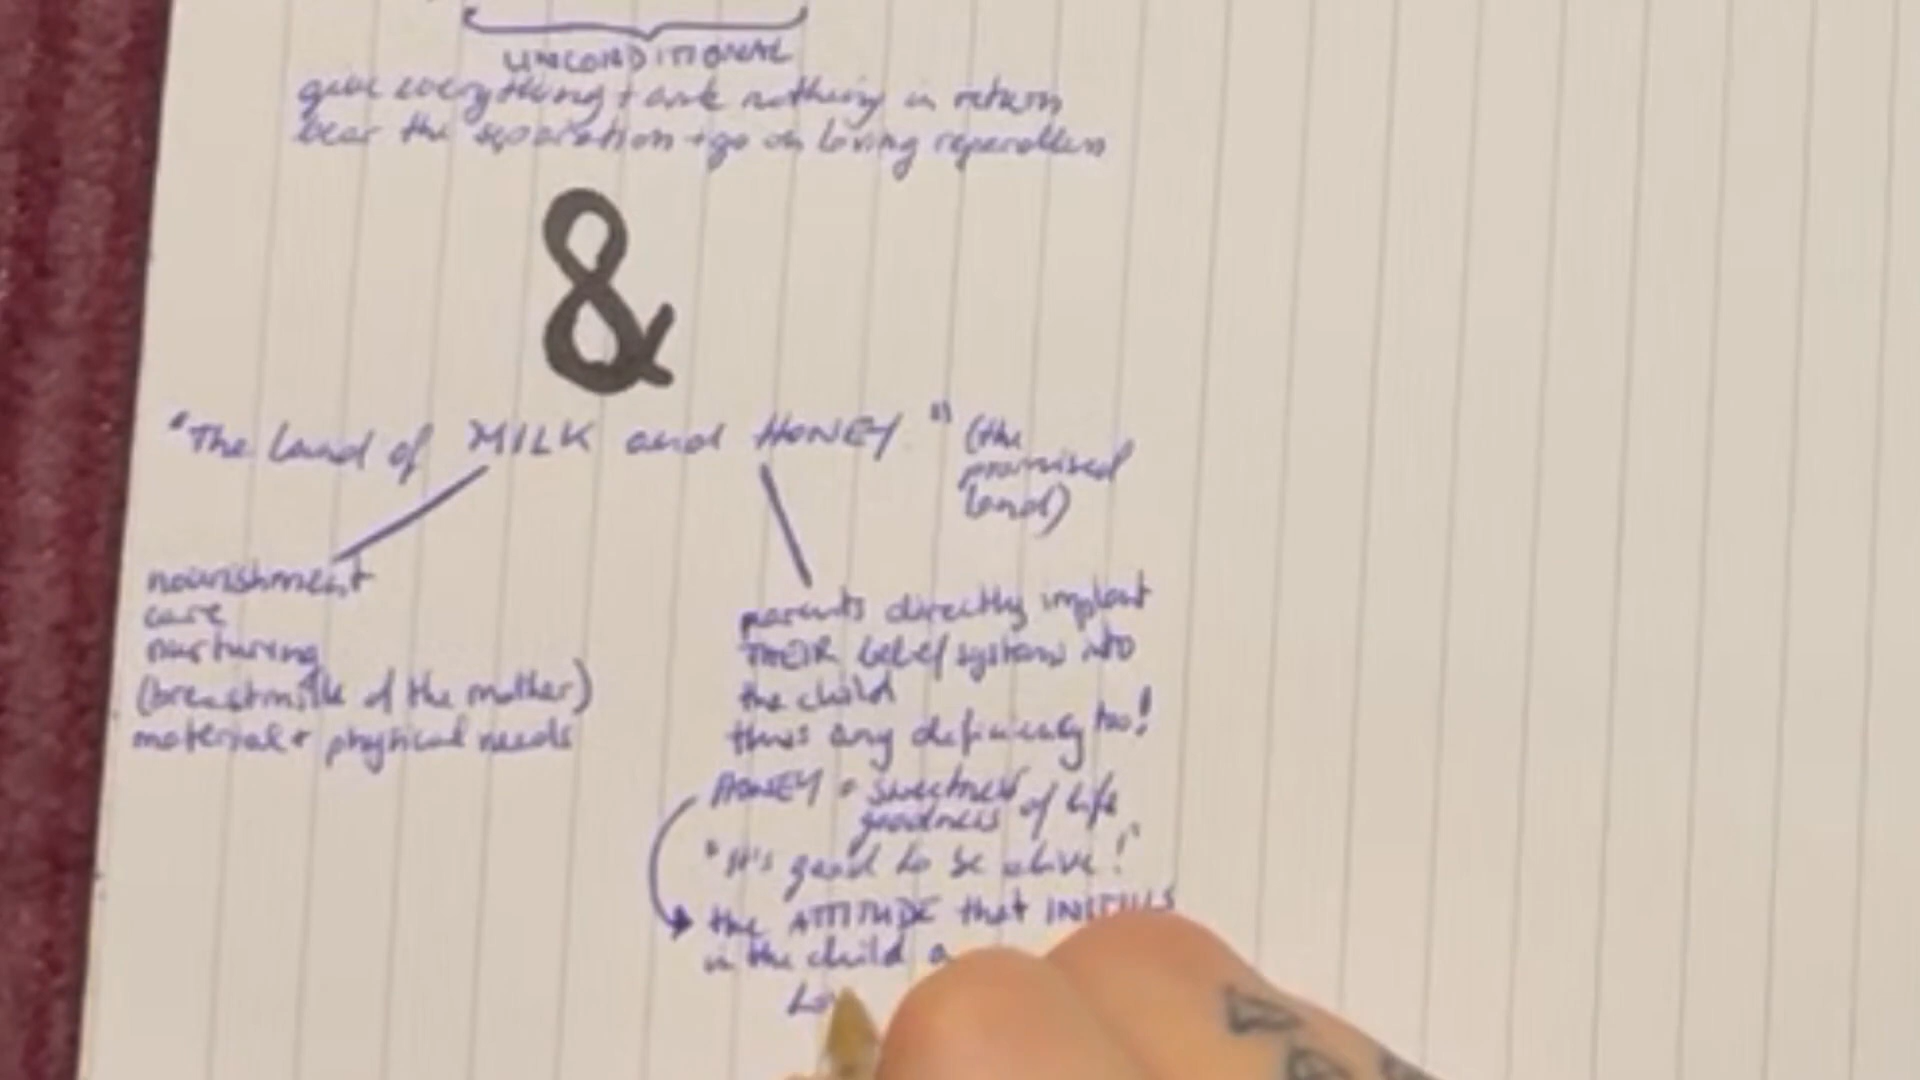 UNCONDITIONAL
give everything + ask nothing in return
bear the separation + go on loving regardless
&
"The land of MILK and HONEY." (the promised land)
nourishment
care
nurturing
(breastmilk of the mother)
material + physical needs
parents directly implant
THEIR belief system into
the child
thus any deficiency too!
HONEY = sweetness of life
goodness
"It's good to be alive!"
the ATTITUDE that INSTILLS
in the child a